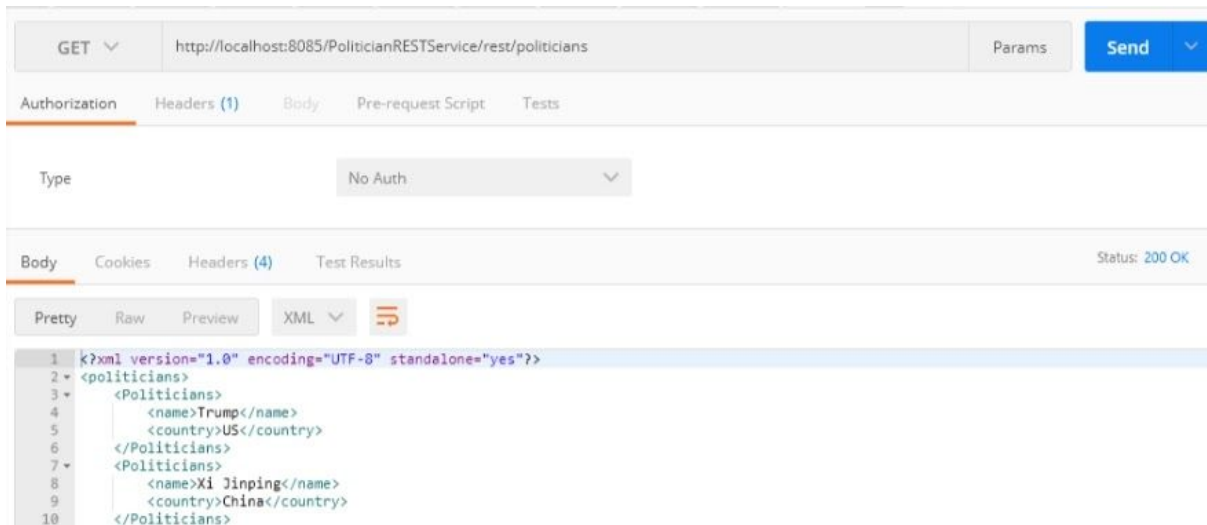 GET http://localhost:8085/PoliticianRESTService/rest/politicians Params Send
Authorization Headers (1) Body Pre-request Script Tests
Type No Auth
Body Cookies Headers (4) Test Results Status: 200 OK
Pretty Raw Preview XML
1 <?xml version="1.0" encoding="UTF-8" standalone="yes"?>
2 <politicians>
3 <Politicians>
4 <name>Trump</name>
5 <country>US</country>
6 </Politicians>
7 <Politicians>
8 <name>Xi Jinping</name>
9 <country>China</country>
10 </Politicians>